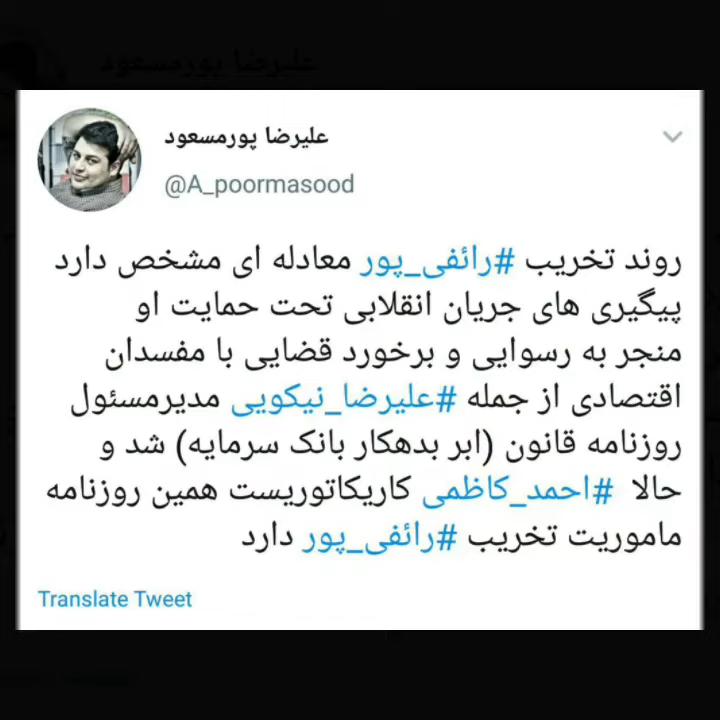 علیرضا پورمسعود
علیرضا پورمسعود
@A_poormasood
روند تخریب #رائفی_پور معادله ای مشخص دارد
پیگیری های جریان انقلابی تحت حمایت او
منجر به رسوایی و برخورد قضایی با مفسدان
اقتصادی از جمله #علیرضا_نیکویی مدیرمسئول
روزنامه قانون (ابر بدهکار بانک سرمایه) شد و
حالا #احمد_کاظمی کاریکاتوریست همین روزنامه
ماموریت تخریب #رائفی_پور دارد
Translate Tweet